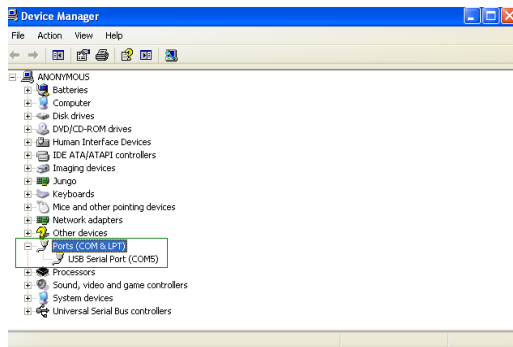 Device Manager
File Action View Help
ANONYMOUS
Batteries
Computer
Disk drives
DVD/CD-ROM drives
Human Interface Devices
IDE ATA/ATAPI controllers
Imaging devices
Jungo
Keyboards
Mice and other pointing devices
Network adapters
Other devices
Ports (COM & LPT)
USB Serial Port (COM5)
Processors
Sound, video and game controllers
System devices
Universal Serial Bus controllers